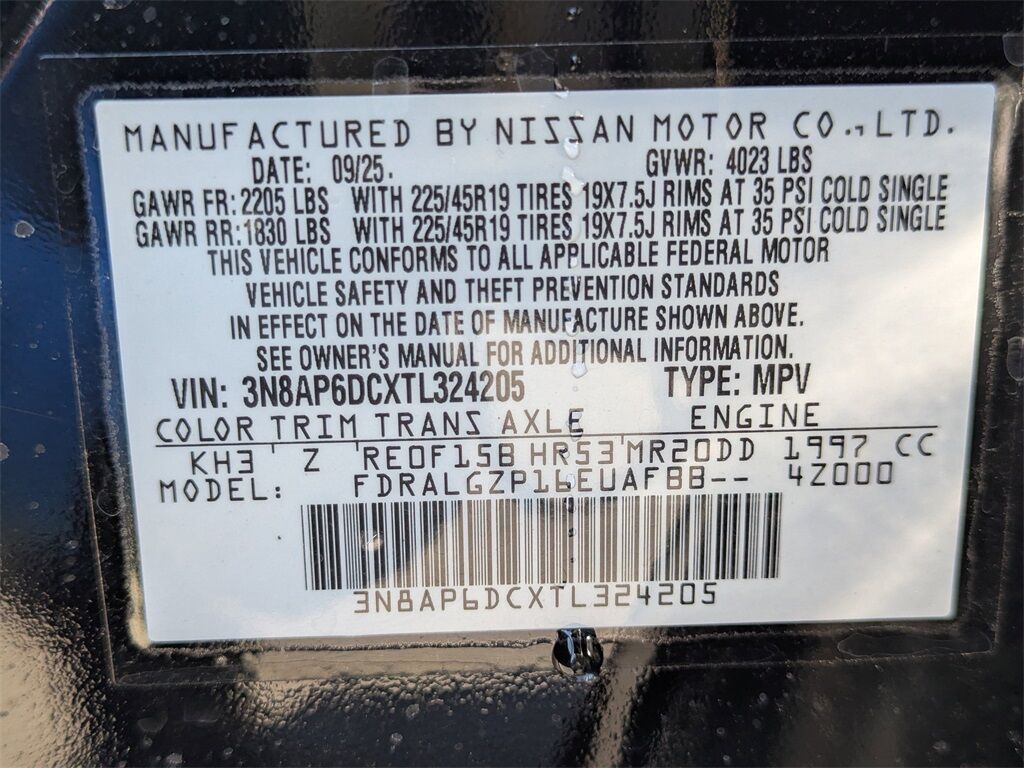 MANUFACTURED BY NISSAN MOTOR CO., LTD.
DATE: 09/25. GVWR: 4023 LBS
GAWR FR: 2205 LBS WITH 225/45R19 TIRES 19X7.5J RIMS AT 35 PSI COLD SINGLE
GAWR RR: 1830 LBS WITH 225/45R19 TIRES 19X7.5J RIMS AT 35 PSI COLD SINGLE
THIS VEHICLE CONFORMS TO ALL APPLICABLE FEDERAL MOTOR
VEHICLE SAFETY AND THEFT PREVENTION STANDARDS
IN EFFECT ON THE DATE OF MANUFACTURE SHOWN ABOVE.
SEE OWNER'S MANUAL FOR ADDITIONAL INFORMATION.
VIN: 3N8AP6DCXTL324205 TYPE: MPV
COLOR TRIM TRANS AXLE ENGINE
KH3 Z RE0F15B HR53 MR20DD 1997 CC
MODEL: FDRALGZP16EUAFBB-- 4Z000
3N8AP6DCXTL324205